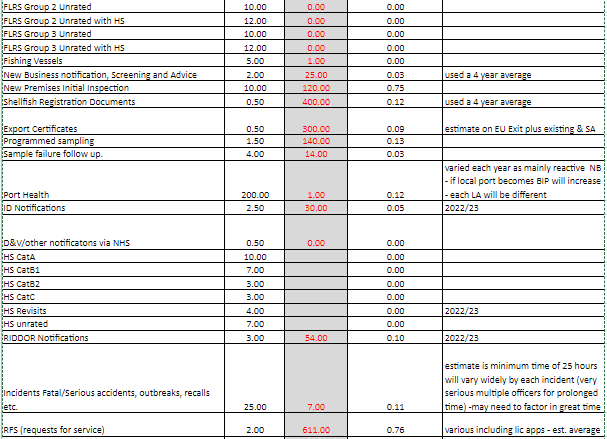 FLRS Group 2 Unrated 10.00 0.00 0.00
FLRS Group 2 Unrated with HS 12.00 0.00 0.00
FLRS Group 3 Unrated 10.00 0.00 0.00
FLRS Group 3 Unrated with HS 12.00 0.00 0.00
Fishing Vessels 5.00 1.00 0.00
New Business notification, Screening and Advice 2.00 25.00 0.03 used a 4 year average
New Premises Initial Inspection 10.00 120.00 0.75
Shellfish Registration Documents 0.50 400.00 0.12 used a 4 year average
Export Certificates 0.50 300.00 0.09 estimate on EU Exit plus existing & SA
Programmed sampling 1.50 140.00 0.13
Sample failure follow up. 4.00 14.00 0.03
varied each year as mainly reactive NB
- if local port becomes BIP will increase
Port Health 200.00 1.00 0.12 - each LA will be different
ID Notifications 2.50 30.00 0.05 2022/23
D&V/other notificatons via NHS 0.50 0.00 0.00
HS CatA 10.00 0.00
HS CatB1 7.00 0.00
HS CatB2 3.00 0.00
HS CatC 3.00 0.00
HS Revisits 4.00 0.00 2022/23
HS unrated 7.00 0.00
RIDDOR Notifications 3.00 54.00 0.10 2022/23
estimate is minimum time of 25 hours
will vary widely by each incident (very
Incidents Fatal/Serious accidents, outbreaks, recalls serious multiple officers for prolonged
etc. 25.00 7.00 0.11 time) -may need to factor in great time
RFS (requests for service) 2.00 611.00 0.76 various including lic apps - est. average